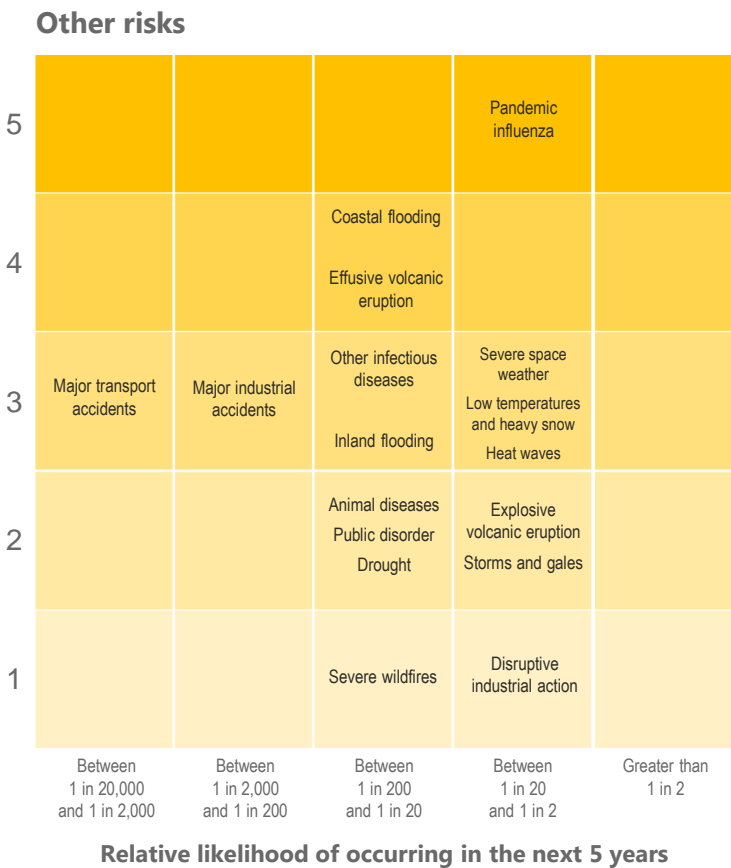 Other risks
5
Pandemic
influenza
4
Coastal flooding
Effusive volcanic
eruption
3
Major transport
accidents
Major industrial
accidents
Other infectious
diseases
Inland flooding
Severe space
weather
Low temperatures
and heavy snow
Heat waves
2
Animal diseases
Public disorder
Drought
Explosive
volcanic eruption
Storms and gales
1
Severe wildfires
Disruptive
industrial action
Between
1 in 20,000
and 1 in 2,000
Between
1 in 2,000
and 1 in 200
Between
1 in 200
and 1 in 20
Between
1 in 20
and 1 in 2
Greater than
1 in 2
Relative likelihood of occurring in the next 5 years